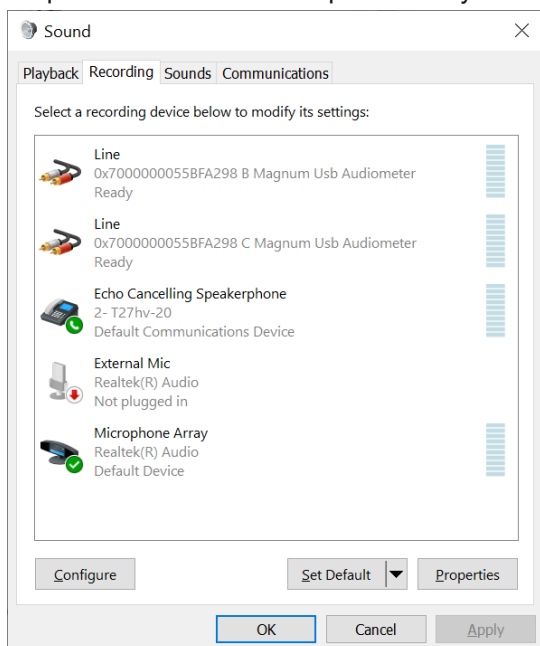 Sound
Playback Recording Sounds Communications
Select a recording device below to modify its settings:
Line
0x7000000055BFA298 B Magnum Usb Audiometer
Ready
Line
0x7000000055BFA298 C Magnum Usb Audiometer
Ready
Echo Cancelling Speakerphone
2- T27hv-20
Default Communications Device
External Mic
Realtek(R) Audio
Not plugged in
Microphone Array
Realtek(R) Audio
Default Device
Configure Set Default Properties
OK Cancel Apply